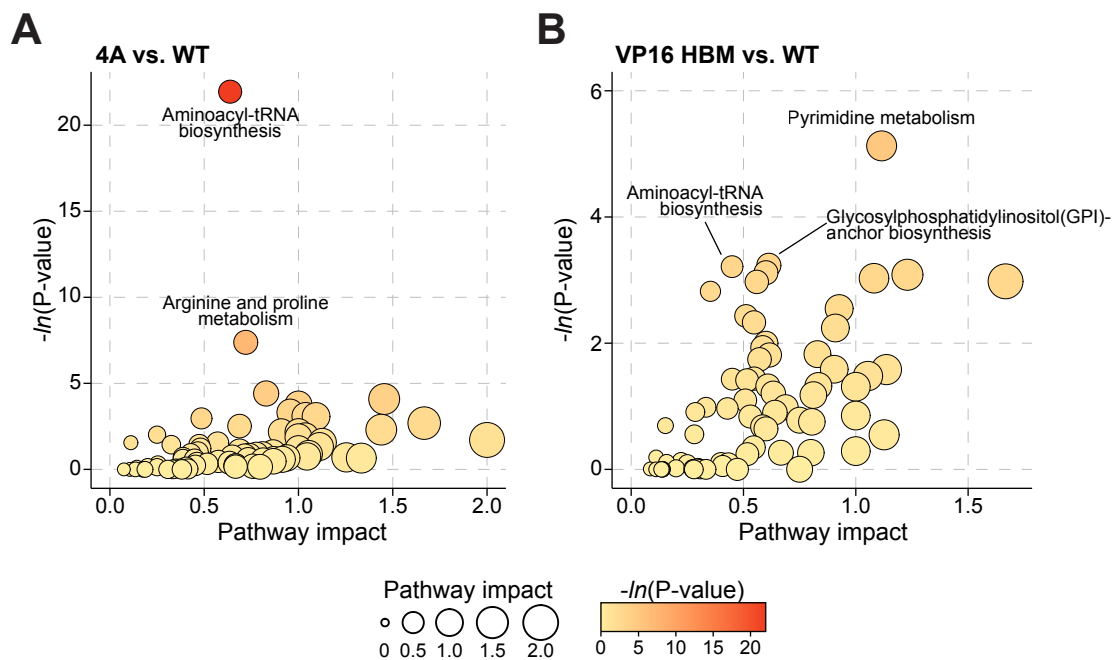 A
4A vs. WT
20
15
10
5
0
-ln(P-value)
Aminoacyl-tRNA
biosynthesis
Arginine and proline
metabolism
0.0
0.5
1.0
1.5
2.0
Pathway impact
B
VP16 HBM vs. WT
6
4
2
0
-ln(P-value)
Pyrimidine metabolism
Aminoacyl-tRNA
biosynthesis
Glycosylphosphatidylinositol(GPI)-
anchor biosynthesis
0.0
0.5
1.0
1.5
Pathway impact
Pathway impact
0 0.5 1.0 1.5 2.0
-ln(P-value)
0 5 10 15 20